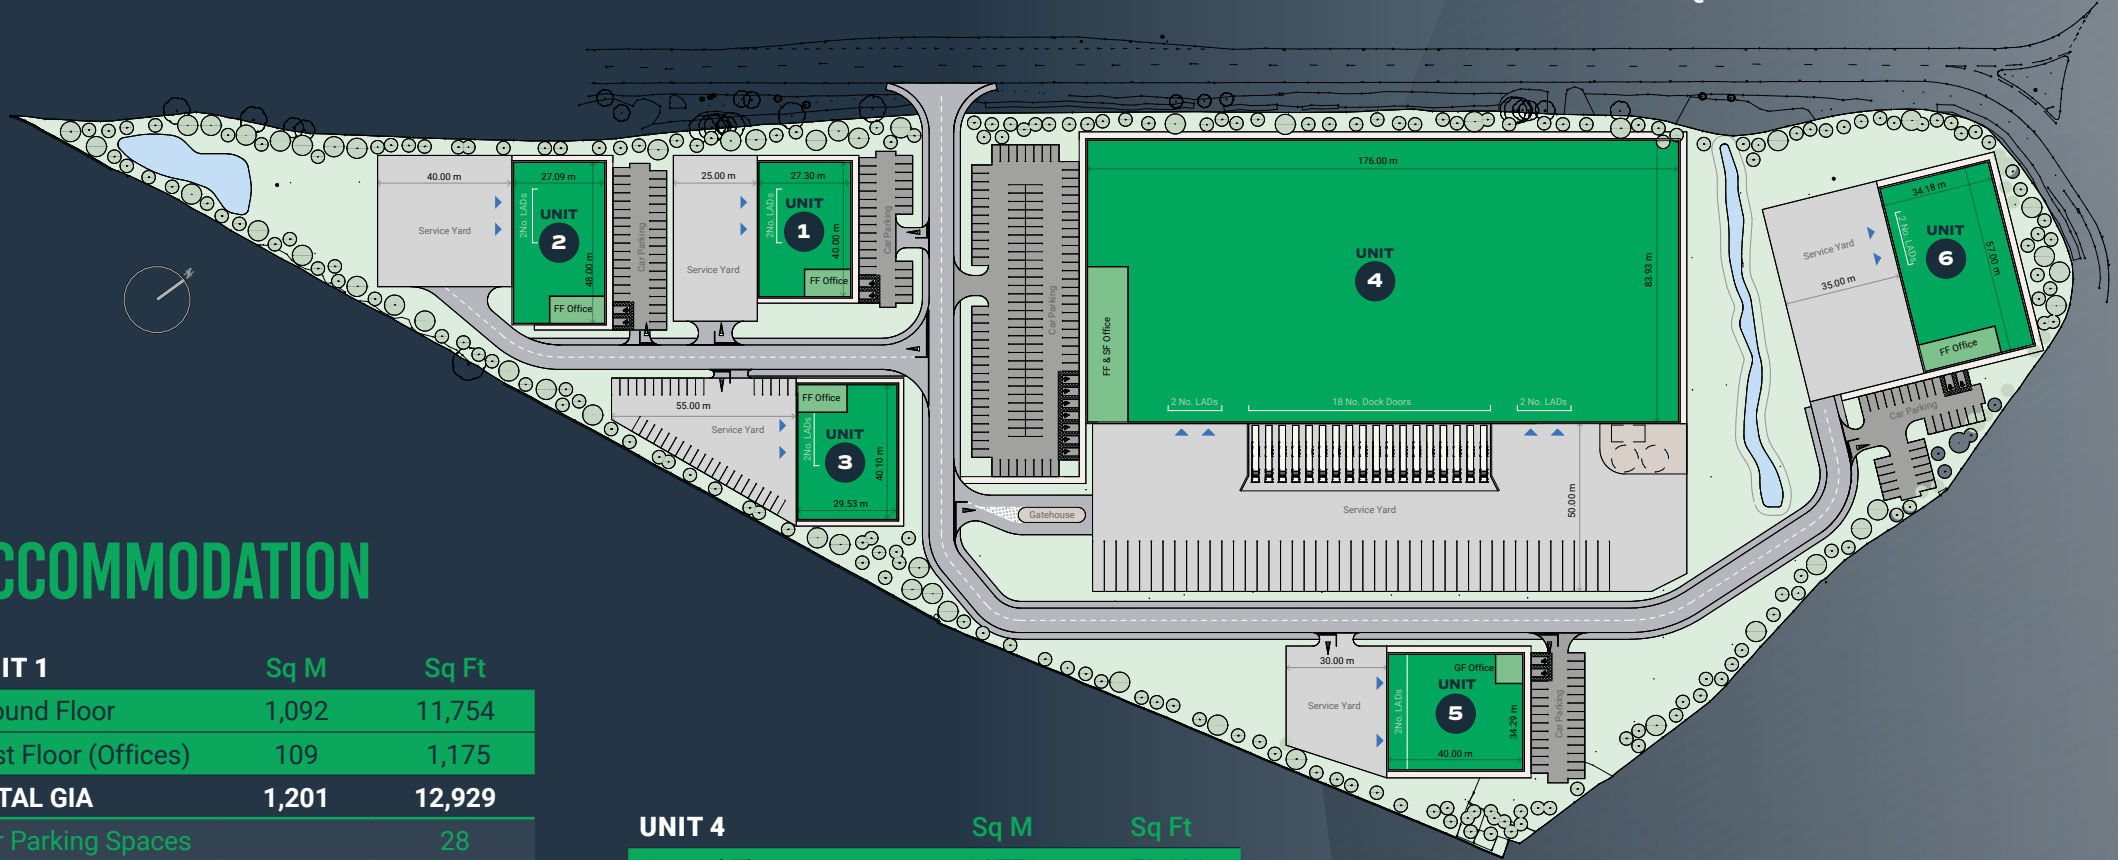 176.00 m
40.00 m
27.09 m
2No. LADs
UNIT
2
48.00 m
FF Office
Service Yard
Car Parking
25.00 m
27.30 m
2No. LADs
UNIT
1
40.00 m
FF Office
Service Yard
Car Parking
Car Parking
UNIT
4
83.93 m
FF & SF Office
2 No. LADs
18 No. Dock Doors
2 No. LADs
Service Yard
50.00 m
Gatehouse
34.18 m
UNIT
6
2 No. LADs
57.00 m
Service Yard
35.00 m
FF Office
Car Parking
N
55.00 m
Service Yard
FF Office
2No. LADs
UNIT
3
40.10 m
29.53 m
30.00 m
Service Yard
2No. LADs
GF Office
UNIT
5
34.29 m
40.00 m
Car Parking
CCOMMODATION
IT 1 Sq M Sq Ft
ound Floor 1,092 11,754
st Floor (Offices) 109 1,175
TAL GIA 1,201 12,929
r Parking Spaces 28
UNIT 4 Sq M Sq Ft